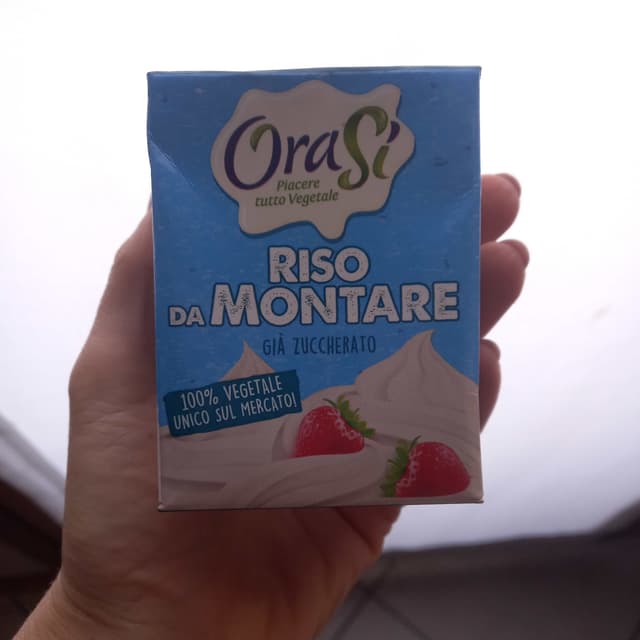 OraSì
Piacere
tutto Vegetale
RISO
DA MONTARE
GIÀ ZUCCHERATO
100% VEGETALE
UNICO SUL MERCATO!